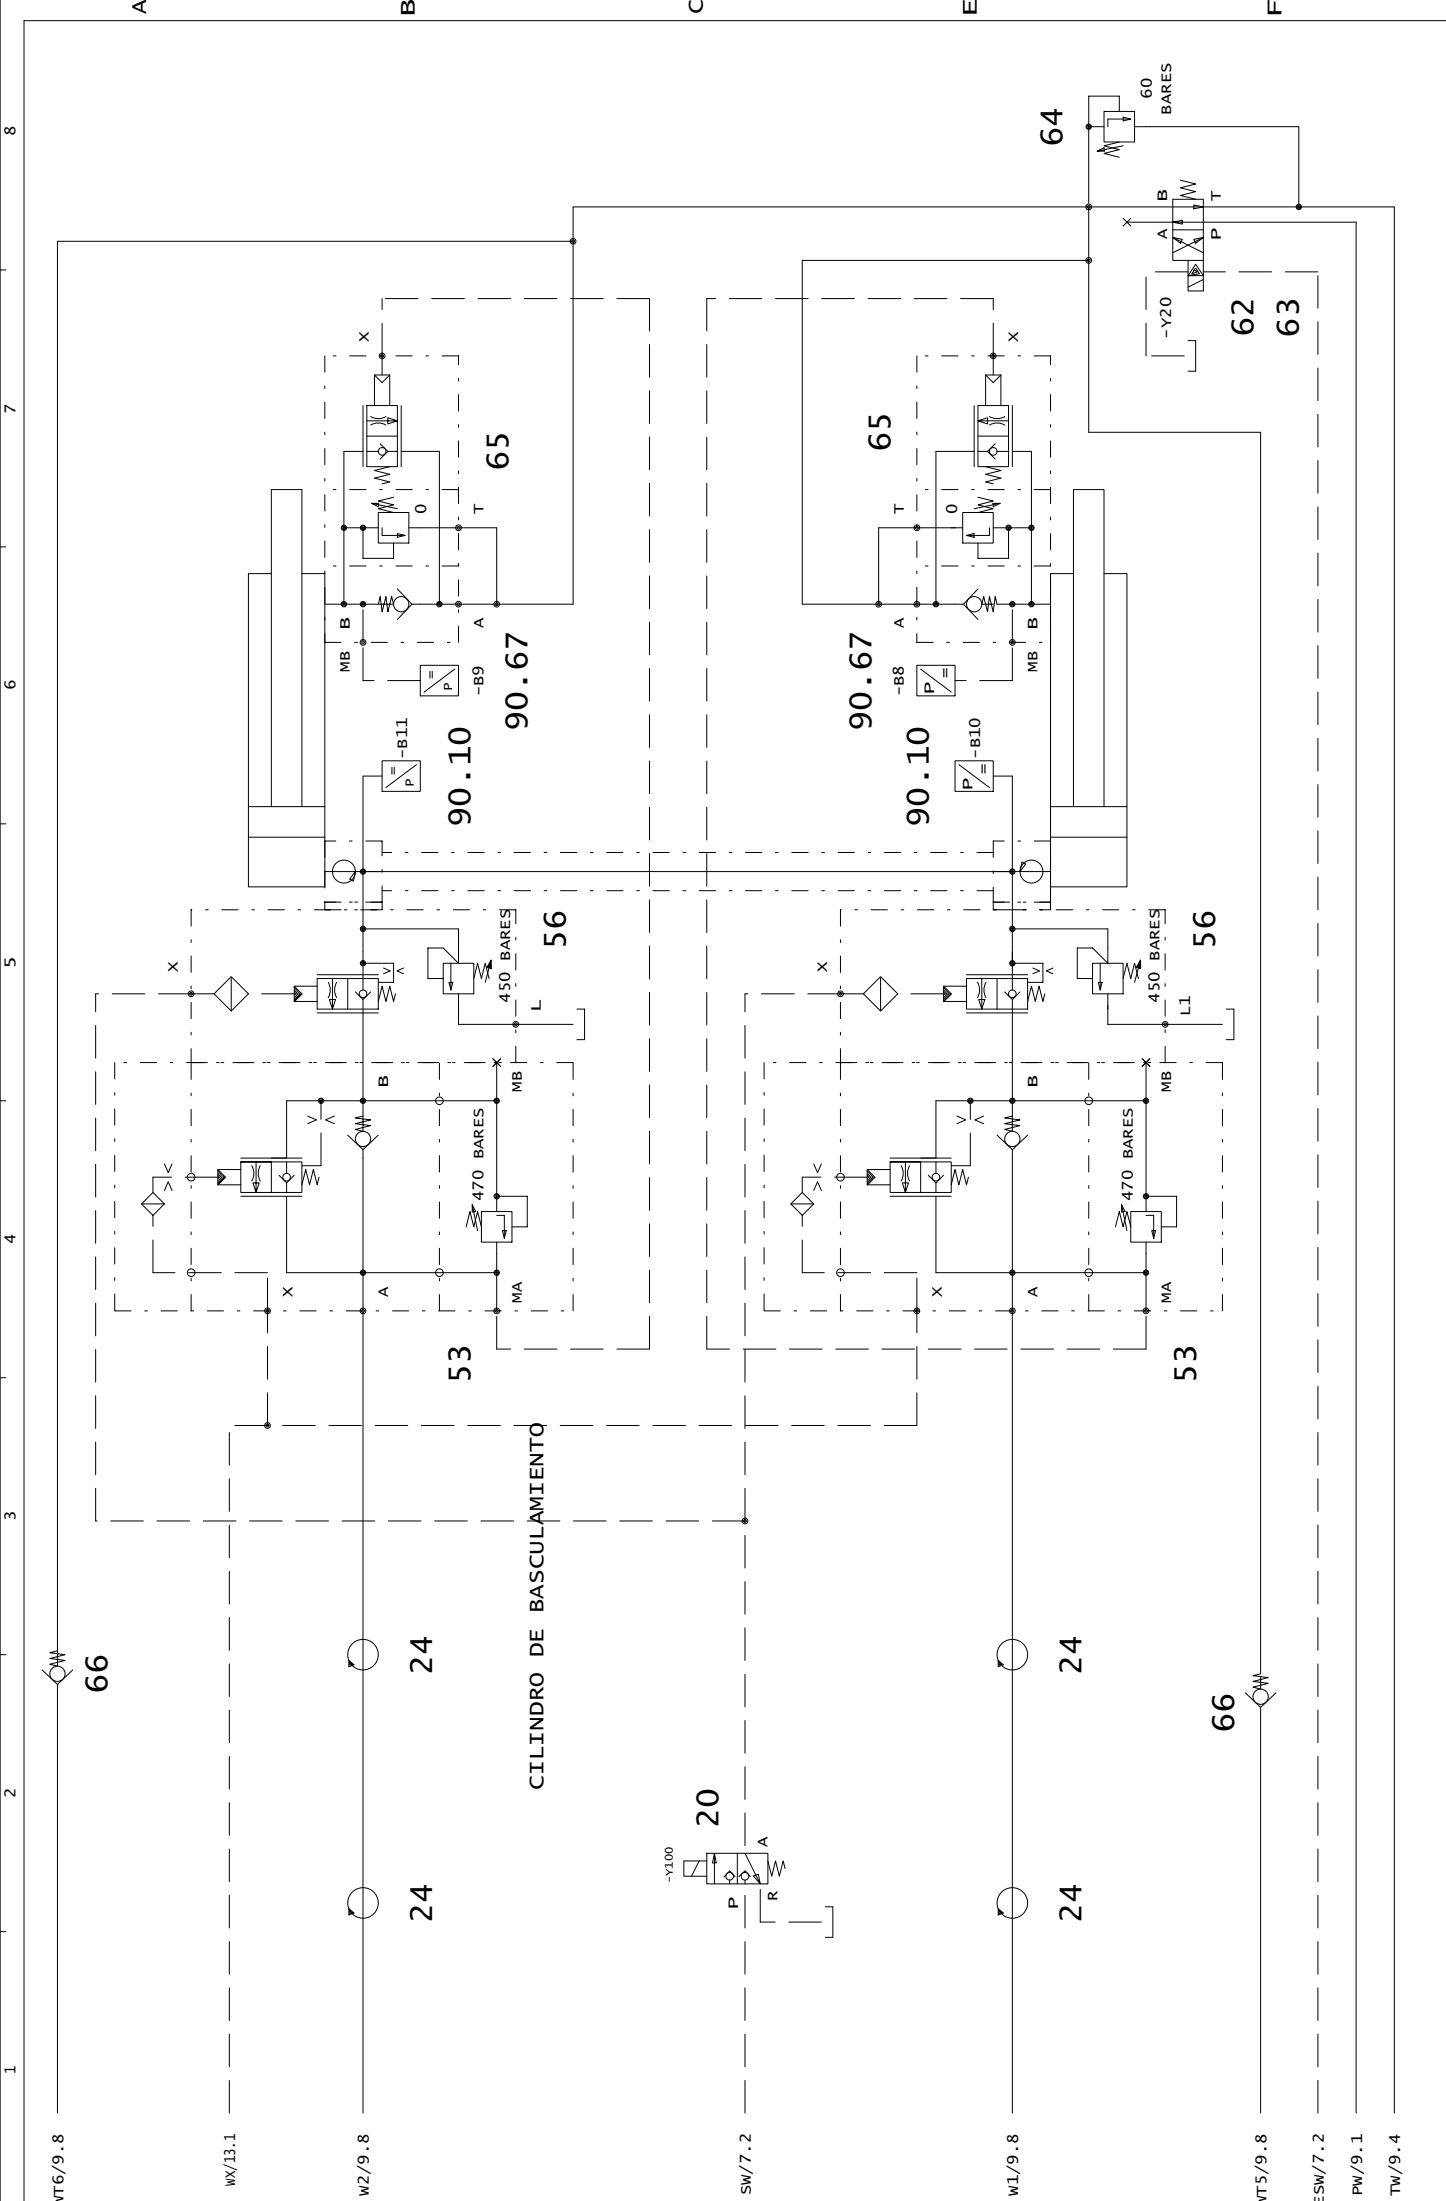 A
B
C
E
F
8
7
6
5
4
3
2
1
64
60
BARES
B
T
A
P
-Y20
62
63
X
X
65
65
O
T
T
O
B
A
A
B
MB
MB
-B9
90.67
90.67
-B8
-B11
90.10
90.10
-B10
X
450 BARES
56
L
X
450 BARES
56
L1
B
MB
B
MB
470 BARES
470 BARES
X
A
MA
X
A
MA
53
53
CILINDRO DE BASCULAMIENTO
66
24
24
66
20
-Y100
A
P
R
24
24
WT6/9.8
WX/13.1
W2/9.8
SW/7.2
W1/9.8
WT5/9.8
ESW/7.2
PW/9.1
TW/9.4